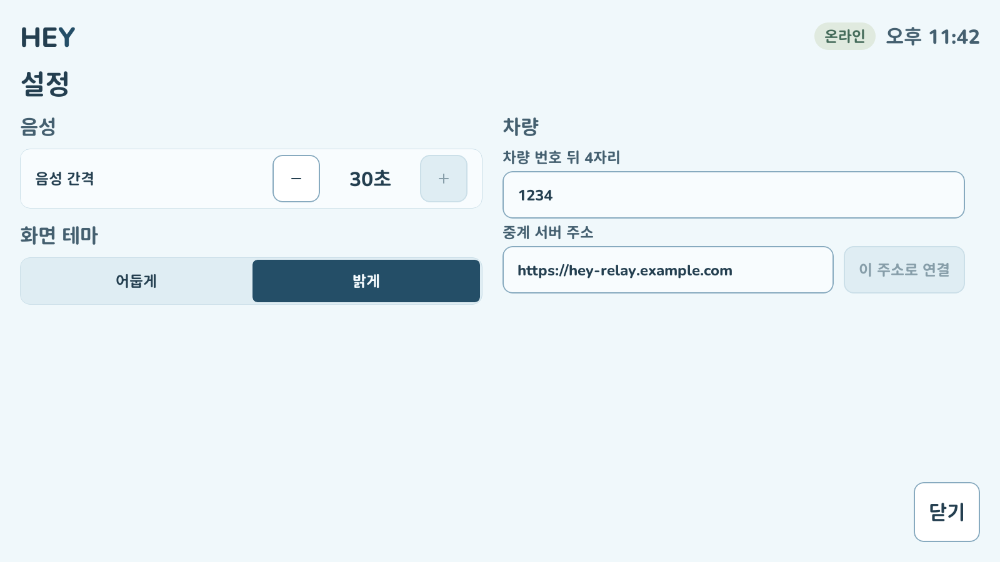 HEY
온라인 오후 11:42
설정
음성
음성 간격 − 30초 +
화면 테마
어둡게 밝게
차량
차량 번호 뒤 4자리
1234
중계 서버 주소
https://hey-relay.example.com 이 주소로 연결
닫기